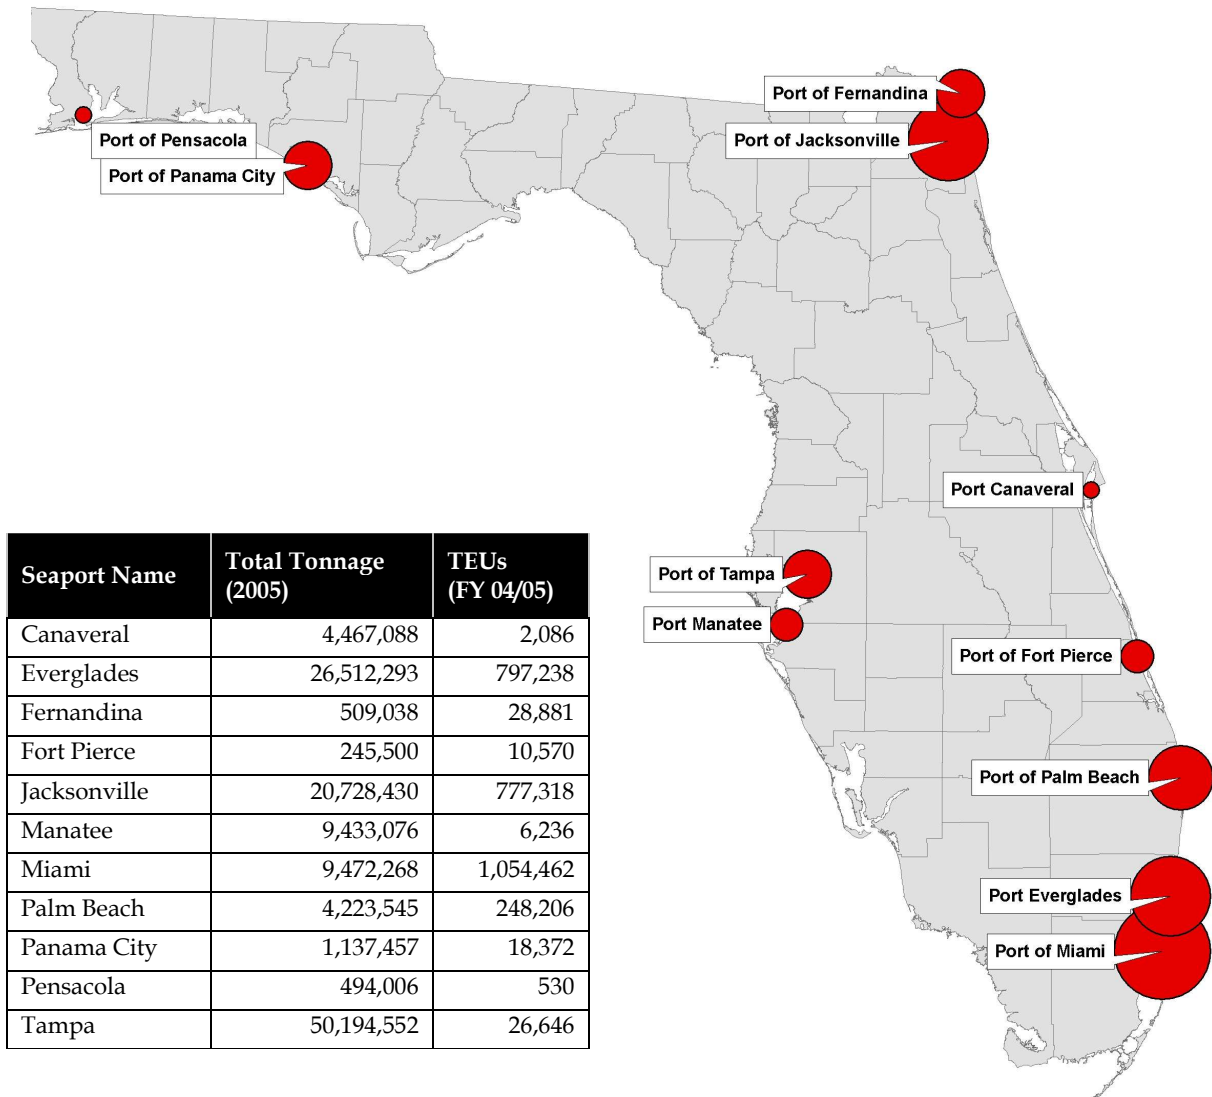 Port of Fernandina
Port of Jacksonville
Port of Pensacola
Port of Panama City
Port Canaveral
Port of Tampa
Port Manatee
Port of Fort Pierce
Port of Palm Beach
Port Everglades
Port of Miami
Seaport Name Total Tonnage (2005) TEUs (FY 04/05)
Canaveral 4,467,088 2,086
Everglades 26,512,293 797,238
Fernandina 509,038 28,881
Fort Pierce 245,500 10,570
Jacksonville 20,728,430 777,318
Manatee 9,433,076 6,236
Miami 9,472,268 1,054,462
Palm Beach 4,223,545 248,206
Panama City 1,137,457 18,372
Pensacola 494,006 530
Tampa 50,194,552 26,646